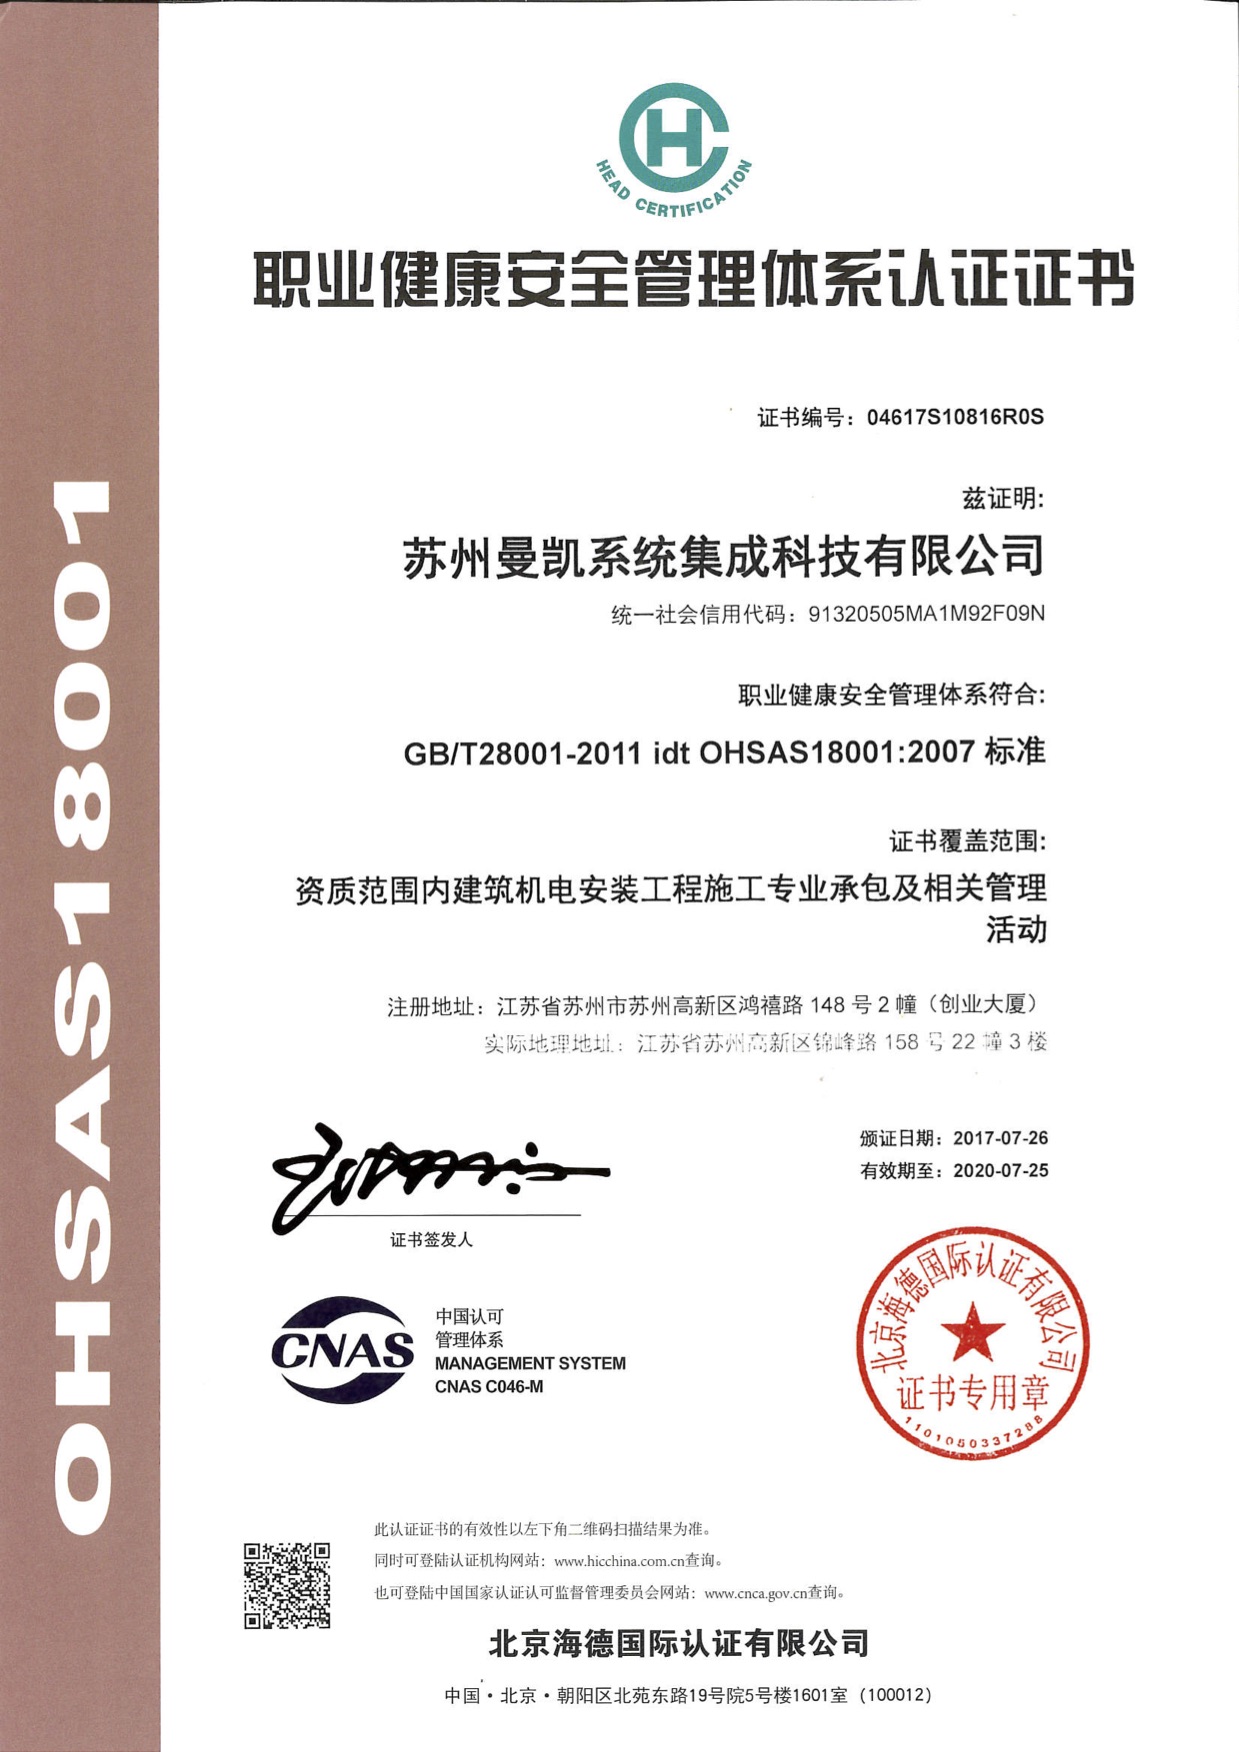 HEAD CERTIFICATION
职业健康安全管理体系认证证书
OHSAS18001
证书编号：04617S10816R0S
兹证明:
苏州曼凯系统集成科技有限公司
统一社会信用代码：91320505MA1M92F09N
职业健康安全管理体系符合:
GB/T28001-2011 idt OHSAS18001:2007 标准
证书覆盖范围:
资质范围内建筑机电安装工程施工专业承包及相关管理
活动
注册地址：江苏省苏州市苏州高新区鸿禧路 148 号 2 幢（创业大厦）
实际地理地址：江苏省苏州高新区锦峰路 158 号 22 幢 3 楼
颁证日期：2017-07-26
有效期至：2020-07-25
证书签发人
CNAS
中国认可
管理体系
MANAGEMENT SYSTEM
CNAS C046-M
北京海德国际认证有限公司
证书专用章
1101050337288
此认证证书的有效性以左下角二维码扫描结果为准。
同时可登陆认证机构网站：www.hicchina.com.cn查询。
也可登陆中国国家认证认可监督管理委员会网站：www.cnca.gov.cn查询。
北京海德国际认证有限公司
中国·北京·朝阳区北苑东路19号院5号楼1601室（100012）